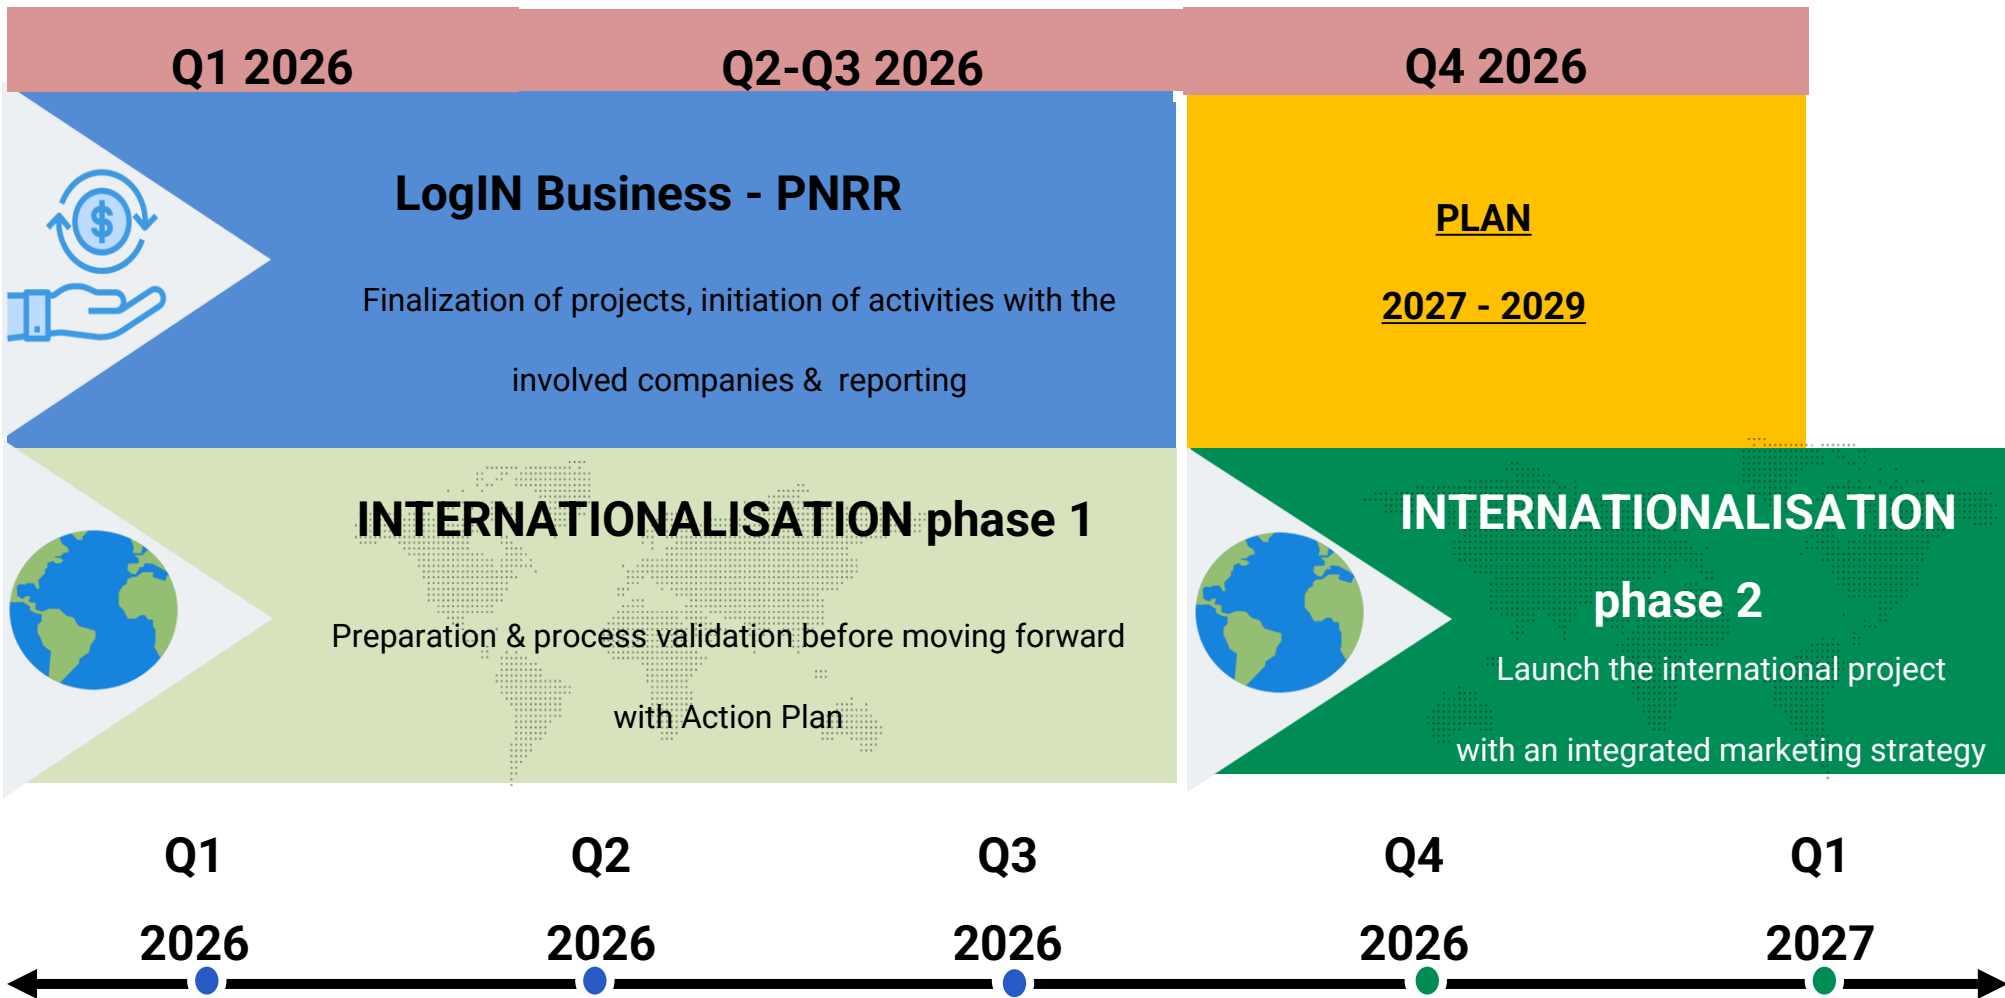 Q1 2026
Q2-Q3 2026
Q4 2026
LogIN Business - PNRR
Finalization of projects, initiation of activities with the
involved companies &  reporting
PLAN
2027 - 2029
INTERNATIONALISATION phase 1
Preparation & process validation before moving forward
with Action Plan
INTERNATIONALISATION
phase 2
Launch the international project
with an integrated marketing strategy
Q1
2026
Q2
2026
Q3
2026
Q4
2026
Q1
2027